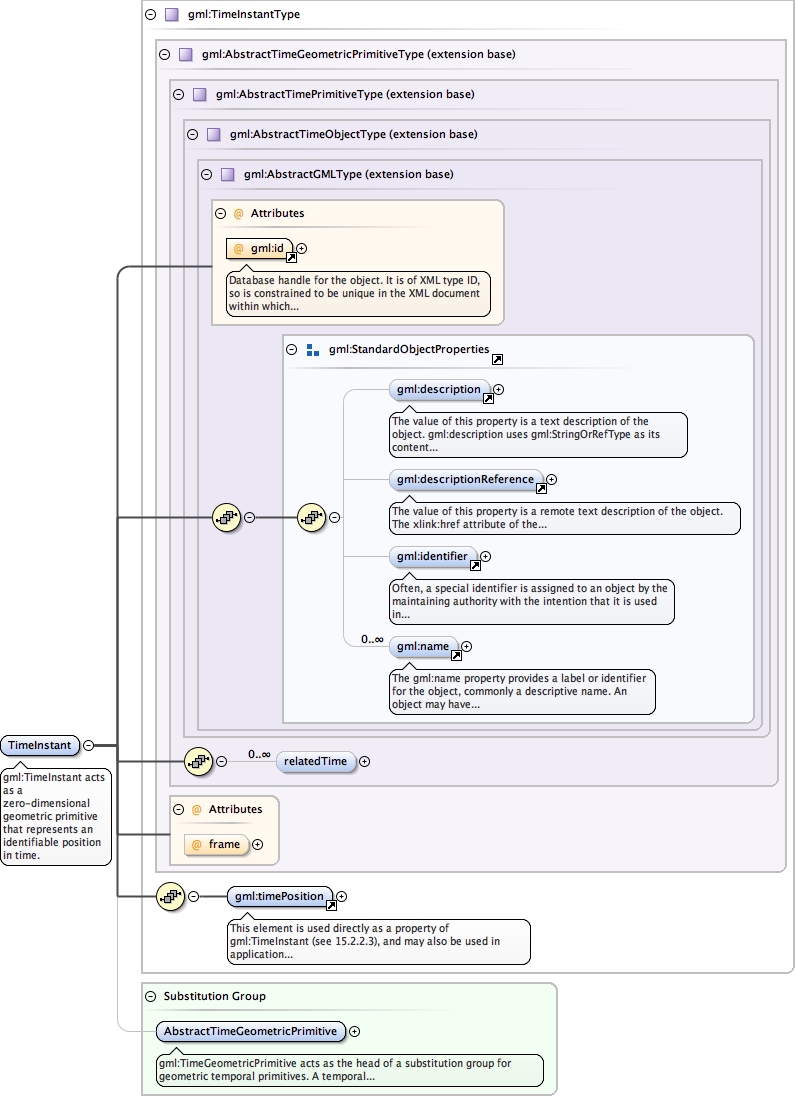 gml:TimeInstantType
gml:AbstractTimeGeometricPrimitiveType (extension base)
gml:AbstractTimePrimitiveType (extension base)
gml:AbstractTimeObjectType (extension base)
gml:AbstractGMLType (extension base)
@ Attributes
@ gml:id
Database handle for the object. It is of XML type ID,
so is constrained to be unique in the XML document
within which...
gml:StandardObjectProperties
gml:description
The value of this property is a text description of the
object. gml:description uses gml:StringOrRefType as its
content...
gml:descriptionReference
The value of this property is a remote text description of the object.
The xlink:href attribute of the...
gml:identifier
Often, a special identifier is assigned to an object by the
maintaining authority with the intention that it is used
in...
0..∞
gml:name
The gml:name property provides a label or identifier
for the object, commonly a descriptive name. An
object may have...
TimeInstant
gml:TimeInstant acts
as a
zero-dimensional
geometric primitive
that represents an
identifiable position
in time.
0..∞
relatedTime
@ Attributes
@ frame
gml:timePosition
This element is used directly as a property of
gml:TimeInstant (see 15.2.2.3), and may also be used in
application...
Substitution Group
AbstractTimeGeometricPrimitive
gml:TimeGeometricPrimitive acts as the head of a substitution group for
geometric temporal primitives. A temporal...